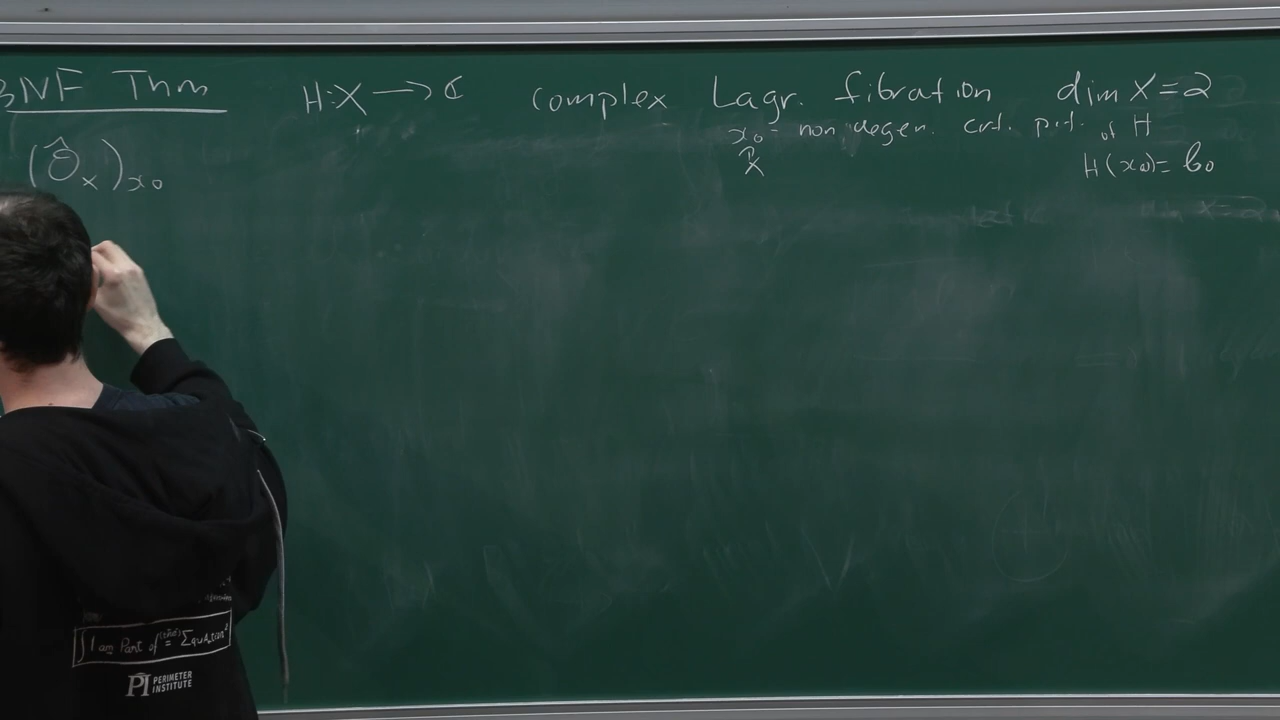 BNF Thm H:X → ℂ complex Lagr. fibration dim X=2
x₀ - non degen. crit. pt. of H
X H(x₀)= b₀
(Ô_X)_{x₀}
∫ I am Part of = Σ
PI PERIMETER INSTITUTE